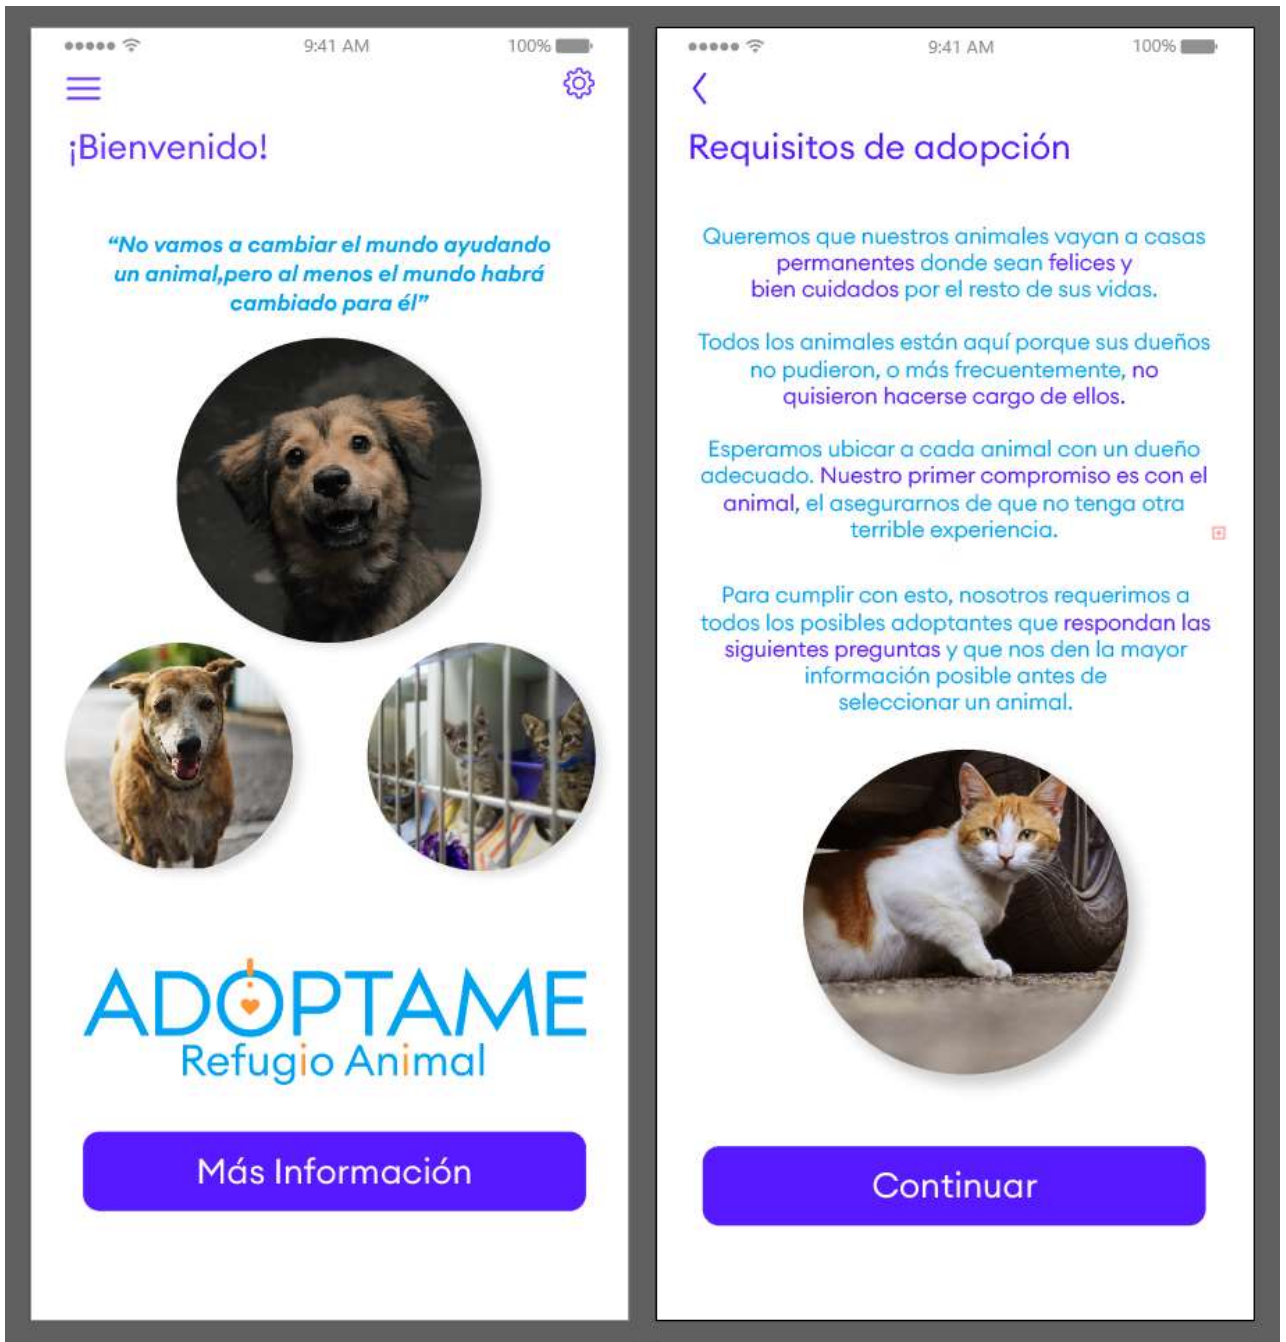 9:41 AM
100%
¡Bienvenido!
“No vamos a cambiar el mundo ayudando
un animal,pero al menos el mundo habrá
cambiado para él”
ADOPTAME
Refugio Animal
Más Información
9:41 AM
100%
Requisitos de adopción
Queremos que nuestros animales vayan a casas
permanentes donde sean felices y
bien cuidados por el resto de sus vidas.
Todos los animales están aquí porque sus dueños
no pudieron, o más frecuentemente, no
quisieron hacerse cargo de ellos.
Esperamos ubicar a cada animal con un dueño
adecuado. Nuestro primer compromiso es con el
animal, el asegurarnos de que no tenga otra
terrible experiencia.
Para cumplir con esto, nosotros requerimos a
todos los posibles adoptantes que respondan las
siguientes preguntas y que nos den la mayor
información posible antes de
seleccionar un animal.
Continuar